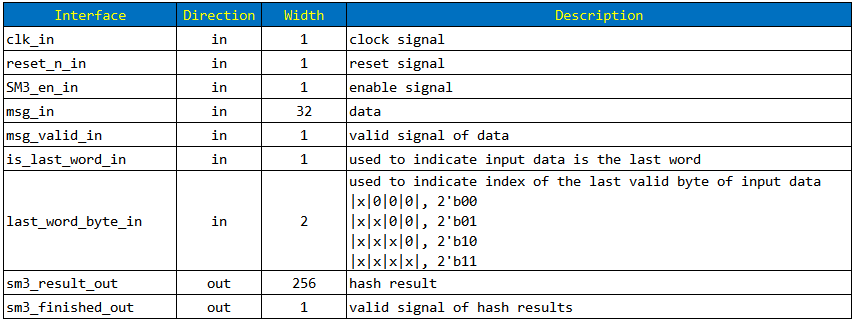 Interface Direction Width Description
clk_in in 1 clock signal
reset_n_in in 1 reset signal
SM3_en_in in 1 enable signal
msg_in in 32 data
msg_valid_in in 1 valid signal of data
is_last_word_in in 1 used to indicate input data is the last word
last_word_byte_in in 2 used to indicate index of the last valid byte of input data
|x|0|0|0|, 2'b00
|x|x|0|0|, 2'b01
|x|x|x|0|, 2'b10
|x|x|x|x|, 2'b11
sm3_result_out out 256 hash result
sm3_finished_out out 1 valid signal of hash results